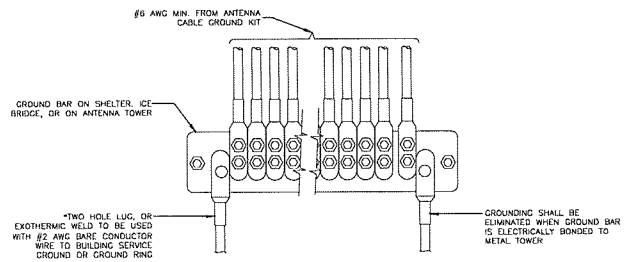 #6 AWG MIN. FROM ANTENNA
CABLE GROUND KIT
GROUND BAR ON SHELTER, ICE
BRIDGE, OR ON ANTENNA TOWER
*TWO HOLE LUG, OR
EXOTHERMIC WELD TO BE USED
WITH #2 AWG BARE CONDUCTOR
WIRE TO BUILDING SERVICE
GROUND OR GROUND RING
GROUNDING SHALL BE
ELIMINATED WHEN GROUND BAR
IS ELECTRICALLY BONDED TO
METAL TOWER